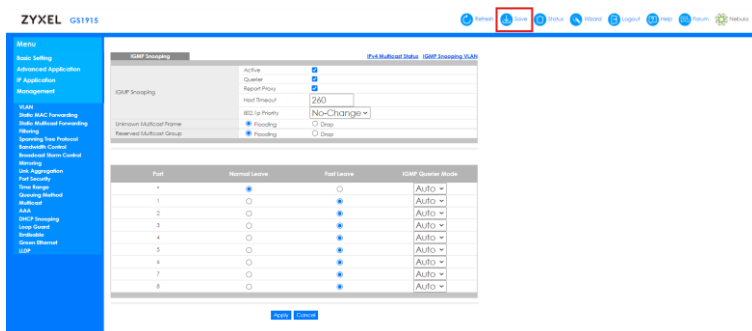 ZYXEL GS1915
Refresh Save Status Wizard Logout Help Forum Nebula
Menu
Basic Setting
Advanced Application
IP Application
Management
VLAN
Static MAC Forwarding
Static Multicast Forwarding
Filtering
Spanning Tree Protocol
Bandwidth Control
Broadcast Storm Control
Mirroring
Link Aggregation
Port Security
Time Range
Queuing Method
Multicast
AAA
DHCP Snooping
Loop Guard
Errdisable
Green Ethernet
LLDP
IGMP Snooping IPv4 Multicast Status IGMP Snooping VLAN
IGMP Snooping
Active
Querier
Report Proxy
Host Timeout 260
802.1p Priority No-Change
Unknown Multicast Frame Flooding Drop
Reserved Multicast Group Flooding Drop
Port Normal Leave Fast Leave IGMP Querier Mode
* Auto
1 Auto
2 Auto
3 Auto
4 Auto
5 Auto
6 Auto
7 Auto
8 Auto
Apply Cancel